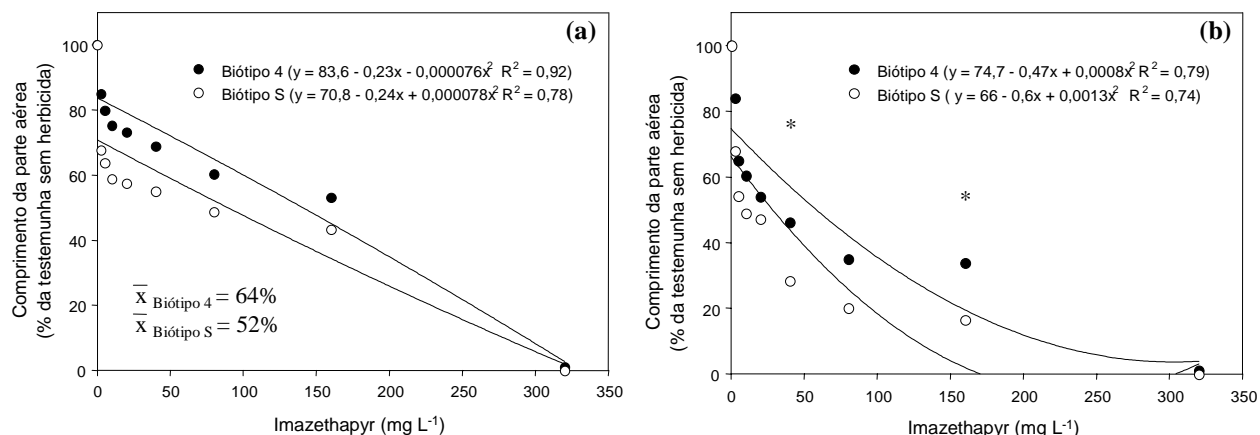 (a)
Comprimento da parte aérea
(% da testemunha sem herbicida)
100
80
60
40
20
0
Biótipo 4 (y = 83,6 - 0,23x - 0,000076x² R² = 0,92)
Biótipo S (y = 70,8 - 0,24x + 0,000078x² R² = 0,78)
x̄ Biótipo 4 = 64%
x̄ Biótipo S = 52%
0 50 100 150 200 250 300 350
Imazethapyr (mg L⁻¹)
(b)
Comprimento da parte aérea
(% da testemunha sem herbicida)
100
80
60
40
20
0
Biótipo 4 (y = 74,7 - 0,47x + 0,0008x² R² = 0,79)
Biótipo S ( y = 66 - 0,6x + 0,0013x² R² = 0,74)
*
*
0 50 100 150 200 250 300 350
Imazethapyr (mg L⁻¹)